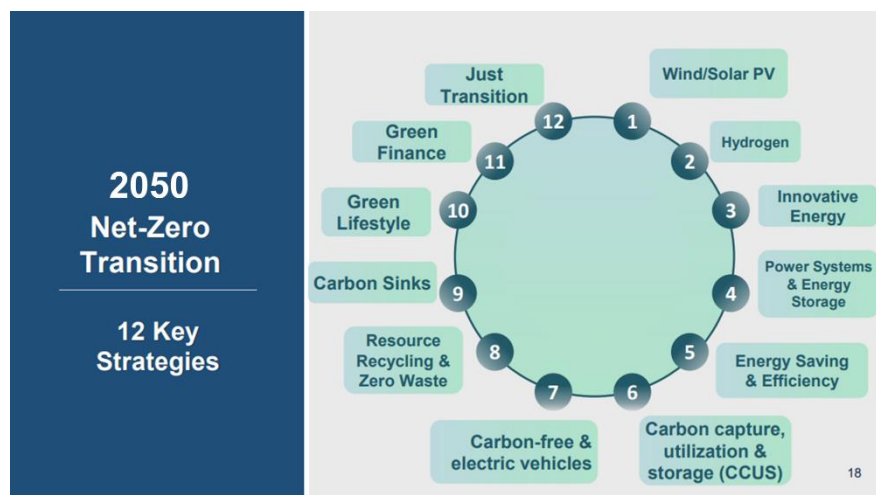 2050
Net-Zero
Transition
12 Key
Strategies
1
Wind/Solar PV
2
Hydrogen
3
Innovative
Energy
4
Power Systems
& Energy
Storage
5
Energy Saving
& Efficiency
6
Carbon capture,
utilization &
storage (CCUS)
7
Carbon-free &
electric vehicles
8
Resource
Recycling &
Zero Waste
9
Carbon Sinks
10
Green
Lifestyle
11
Green
Finance
12
Just
Transition
18